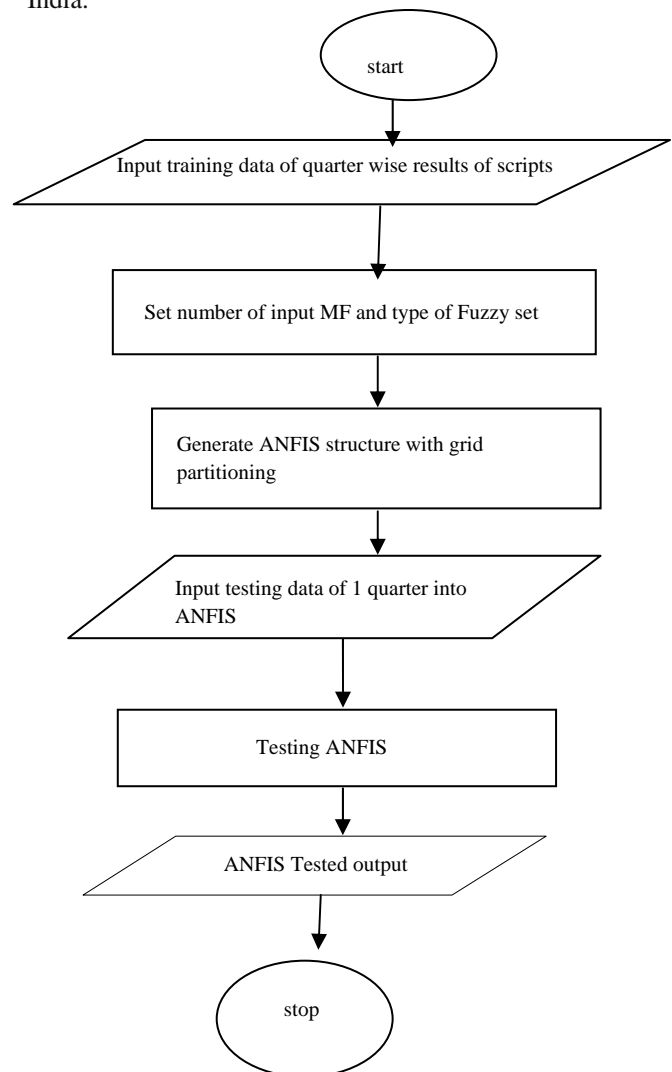 India.
start
Input training data of quarter wise results of scripts
Set number of input MF and type of Fuzzy set
Generate ANFIS structure with grid
partitioning
Input testing data of 1 quarter into
ANFIS
Testing ANFIS
ANFIS Tested output
stop